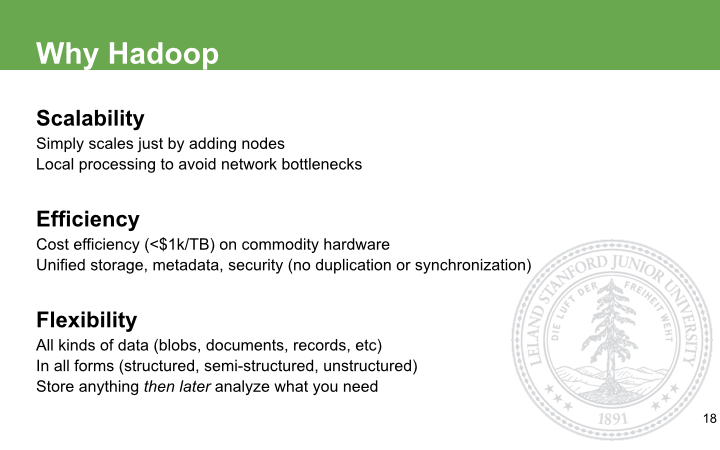 Why Hadoop
Scalability
Simply scales just by adding nodes
Local processing to avoid network bottlenecks
Efficiency
Cost efficiency (<$1k/TB) on commodity hardware
Unified storage, metadata, security (no duplication or synchronization)
Flexibility
All kinds of data (blobs, documents, records, etc)
In all forms (structured, semi-structured, unstructured)
Store anything then later analyze what you need
LELAND STANFORD JUNIOR UNIVERSITY
DIE LUFT DER FREIHEIT WEHT
1891
18